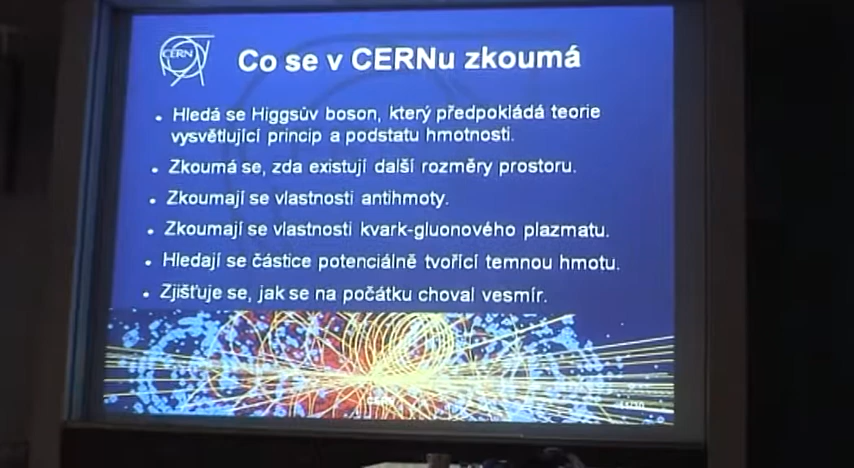 CERN
Co se v CERNu zkoumá
• Hledá se Higgsův boson, který předpokládá teorie
vysvětlující princip a podstatu hmotnosti.
• Zkoumá se, zda existují další rozměry prostoru.
• Zkoumají se vlastnosti antihmoty.
• Zkoumají se vlastnosti kvark-gluonového plazmatu.
• Hledají se částice potenciálně tvořící temnou hmotu.
• Zjišťuje se, jak se na počátku choval vesmír.